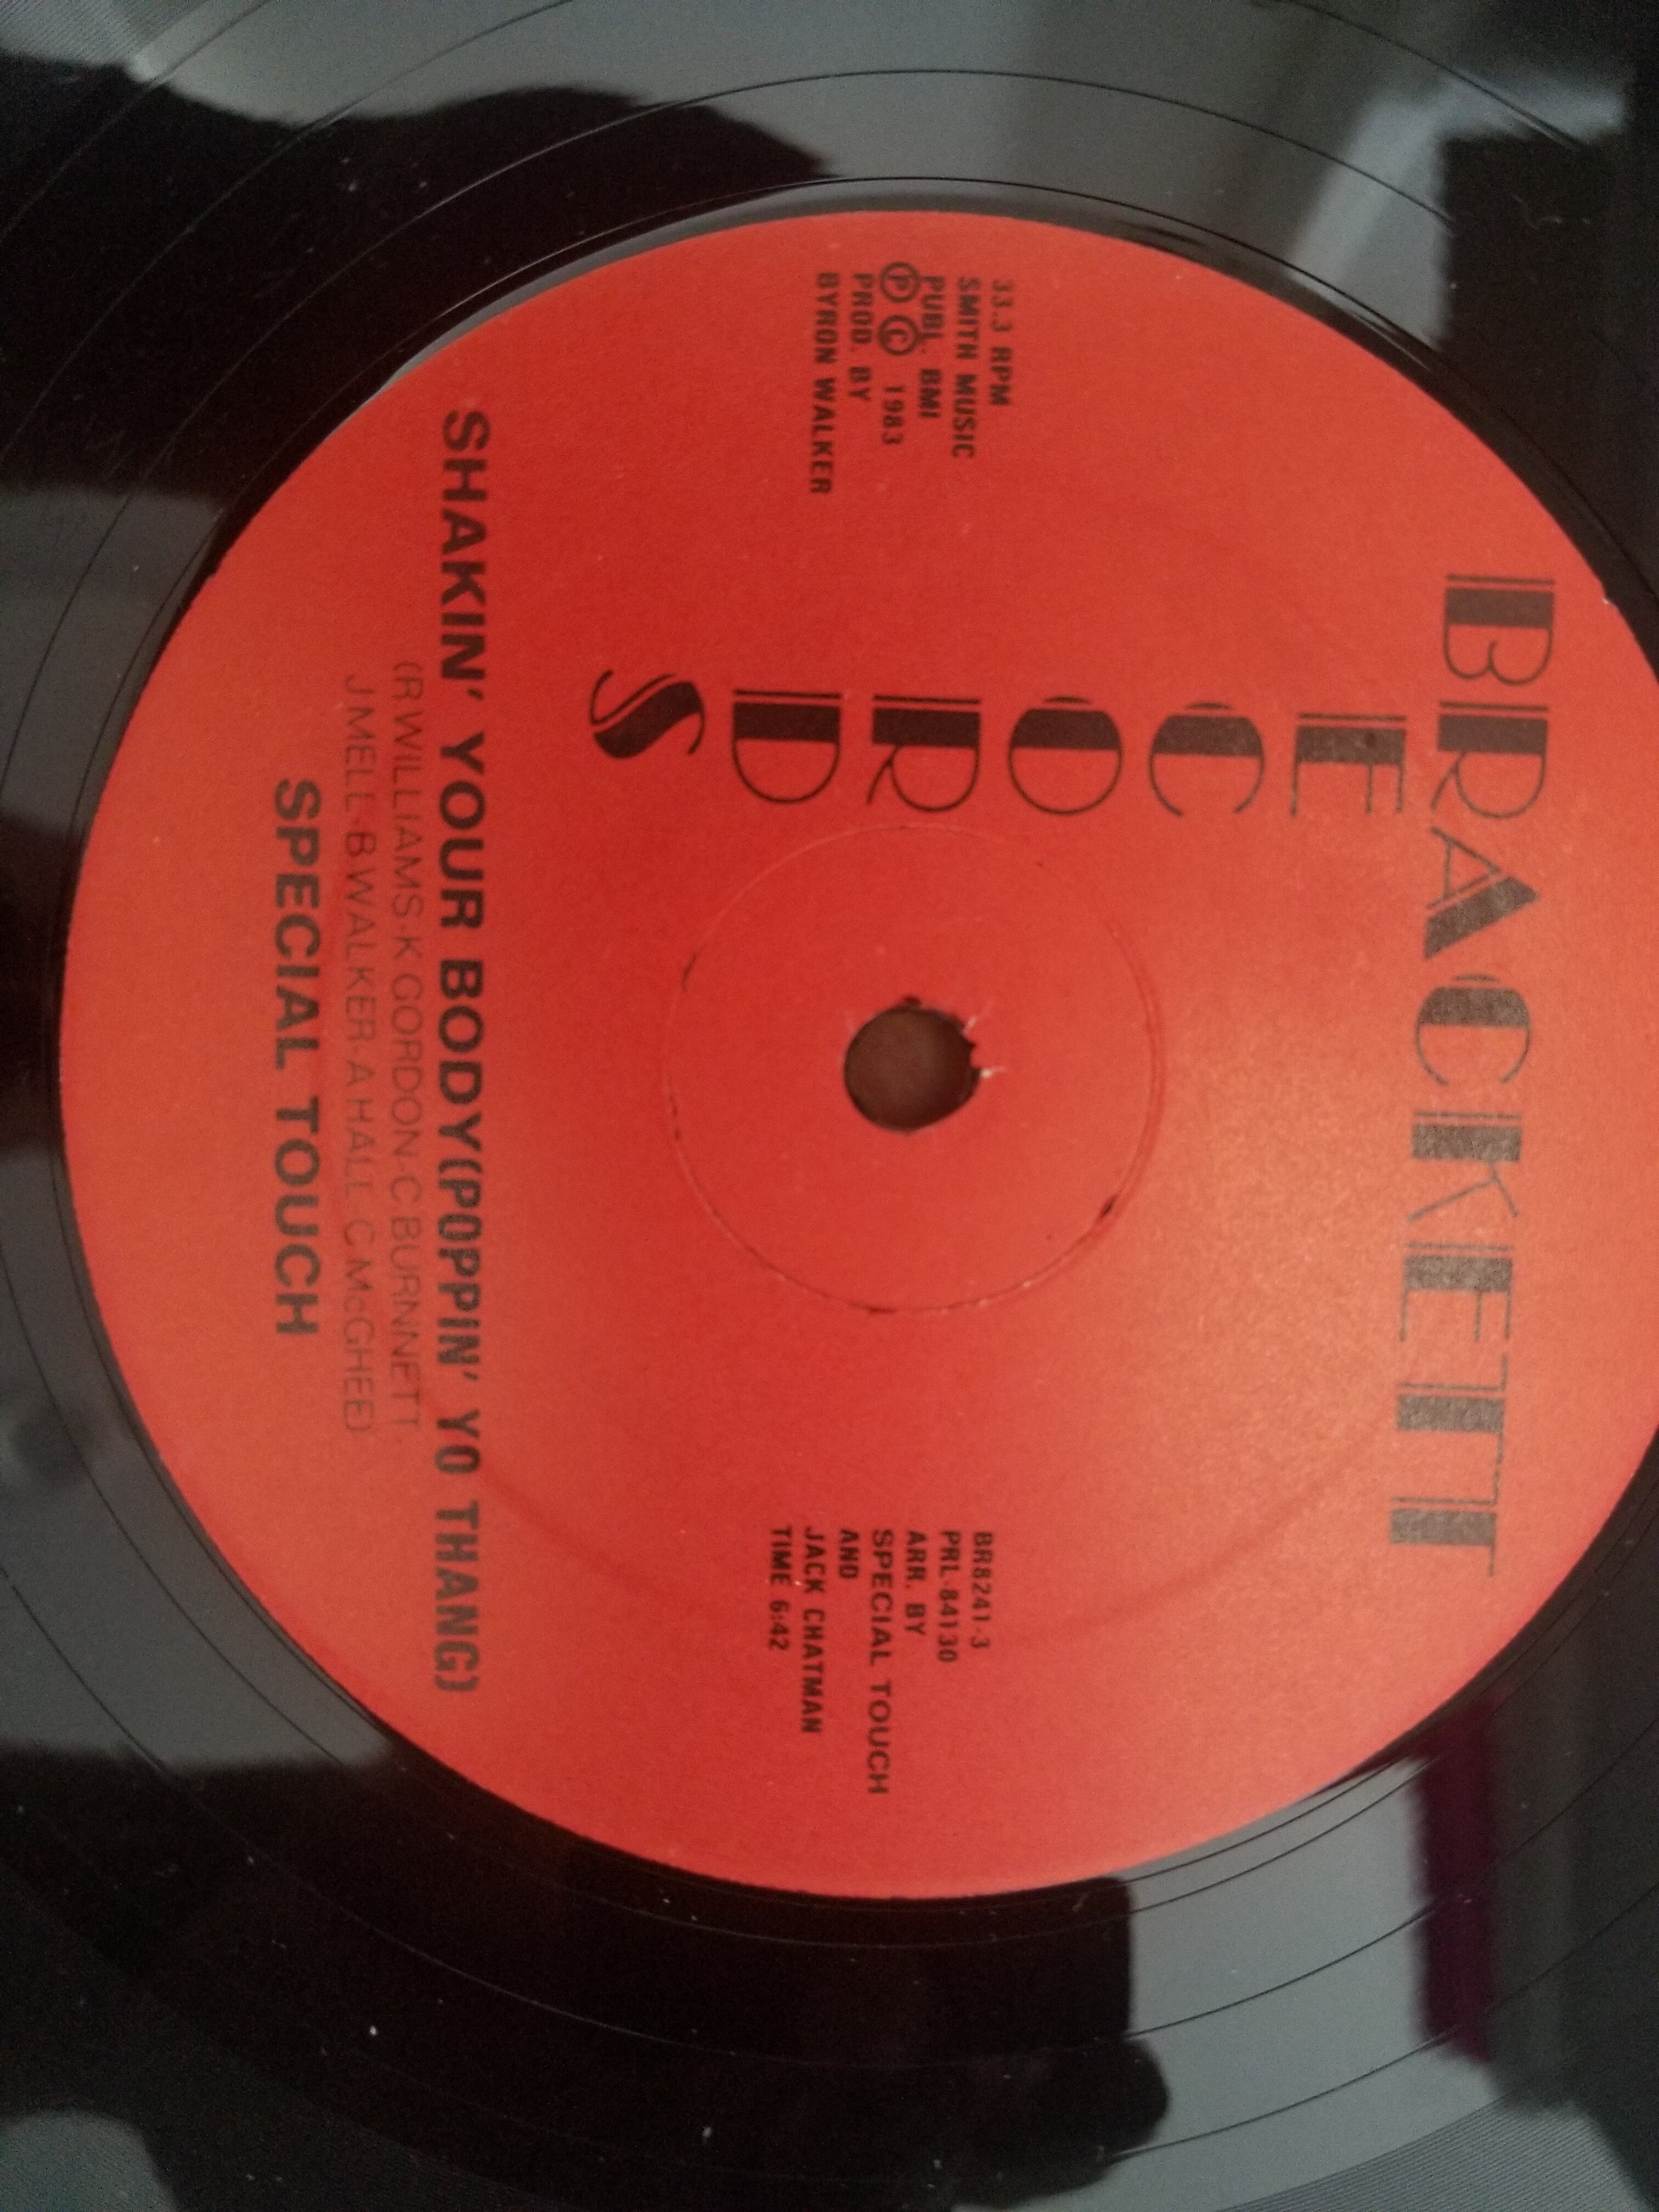 BRACKETT
RECORDS
33.3 RPM
SMITH MUSIC
PUBL. BMI
Ⓟ © 1983
PROD. BY
BYRON WALKER
BR8241-3
PRL-84130
ARR. BY
SPECIAL TOUCH
AND
JACK CHATMAN
TIME 6:42
SHAKIN' YOUR BODY(POPPIN' YO THANG)
(R WILLIAMS-K GORDON-C BURNNETT,
J MELL-B.WALKER-A HALL-C.McGHEE)
SPECIAL TOUCH